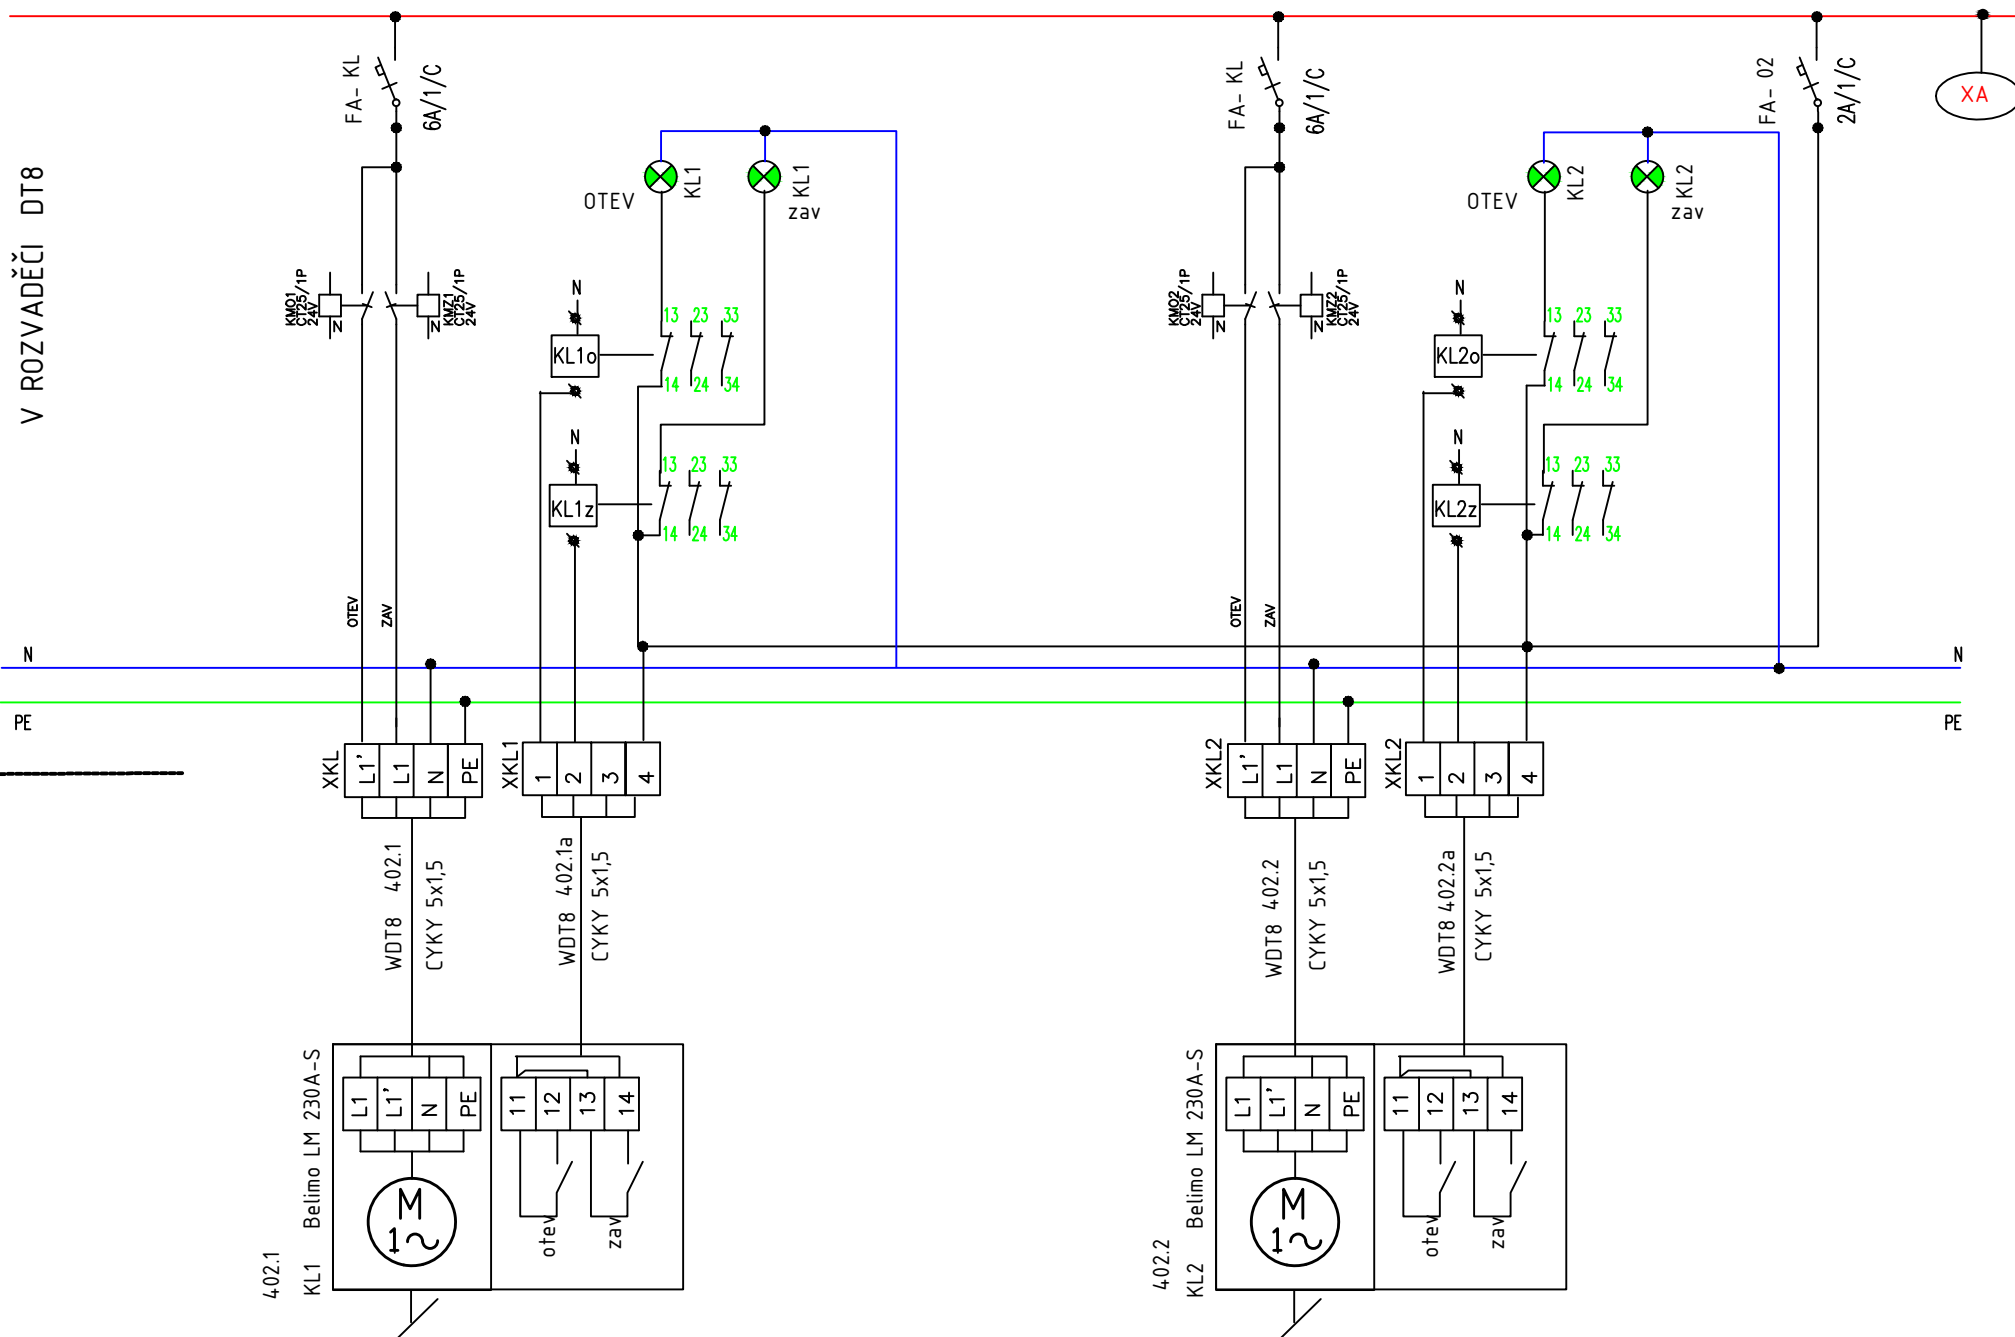 V ROZVADĚČI DT8
FA- KL
6A/1/C
KL1
OTEV
KL1
zav
FA- KL
6A/1/C
KL2
OTEV
KL2
zav
FA- 02
2A/1/C
XA
KMO1
CT25/1P
24V
N
KMZ1
CT25/1P
24V
N
N
KL1o
13 23 33
14 24 34
N
KL1z
13 23 33
14 24 34
KMO2
CT25/1P
24V
N
KMZ2
CT25/1P
24V
N
N
KL2o
13 23 33
14 24 34
N
KL2z
13 23 33
14 24 34
OTEV
ZAV
OTEV
ZAV
N
N
PE
PE
XKL
L1' L1 N PE
XKL1
1 2 3 4
XKL2
L1' L1 N PE
XKL2
1 2 3 4
WDT8 402.1
CYKY 5x1,5
WDT8 402.1a
CYKY 5x1,5
WDT8 402.2
CYKY 5x1,5
WDT8 402.2a
CYKY 5x1,5
402.1
KL1 Belimo LM 230A-S
L1 L1' N PE
11 12 13 14
M
1~
otev
zav
402.2
KL2 Belimo LM 230A-S
L1 L1' N PE
11 12 13 14
M
1~
otev
zav